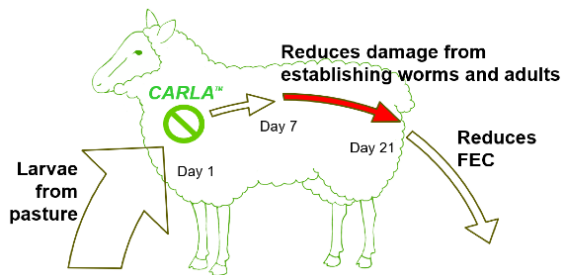 Reduces damage from
establishing worms and adults
CARLA™
Day 7
Day 21
Reduces
FEC
Larvae
from
pasture
Day 1